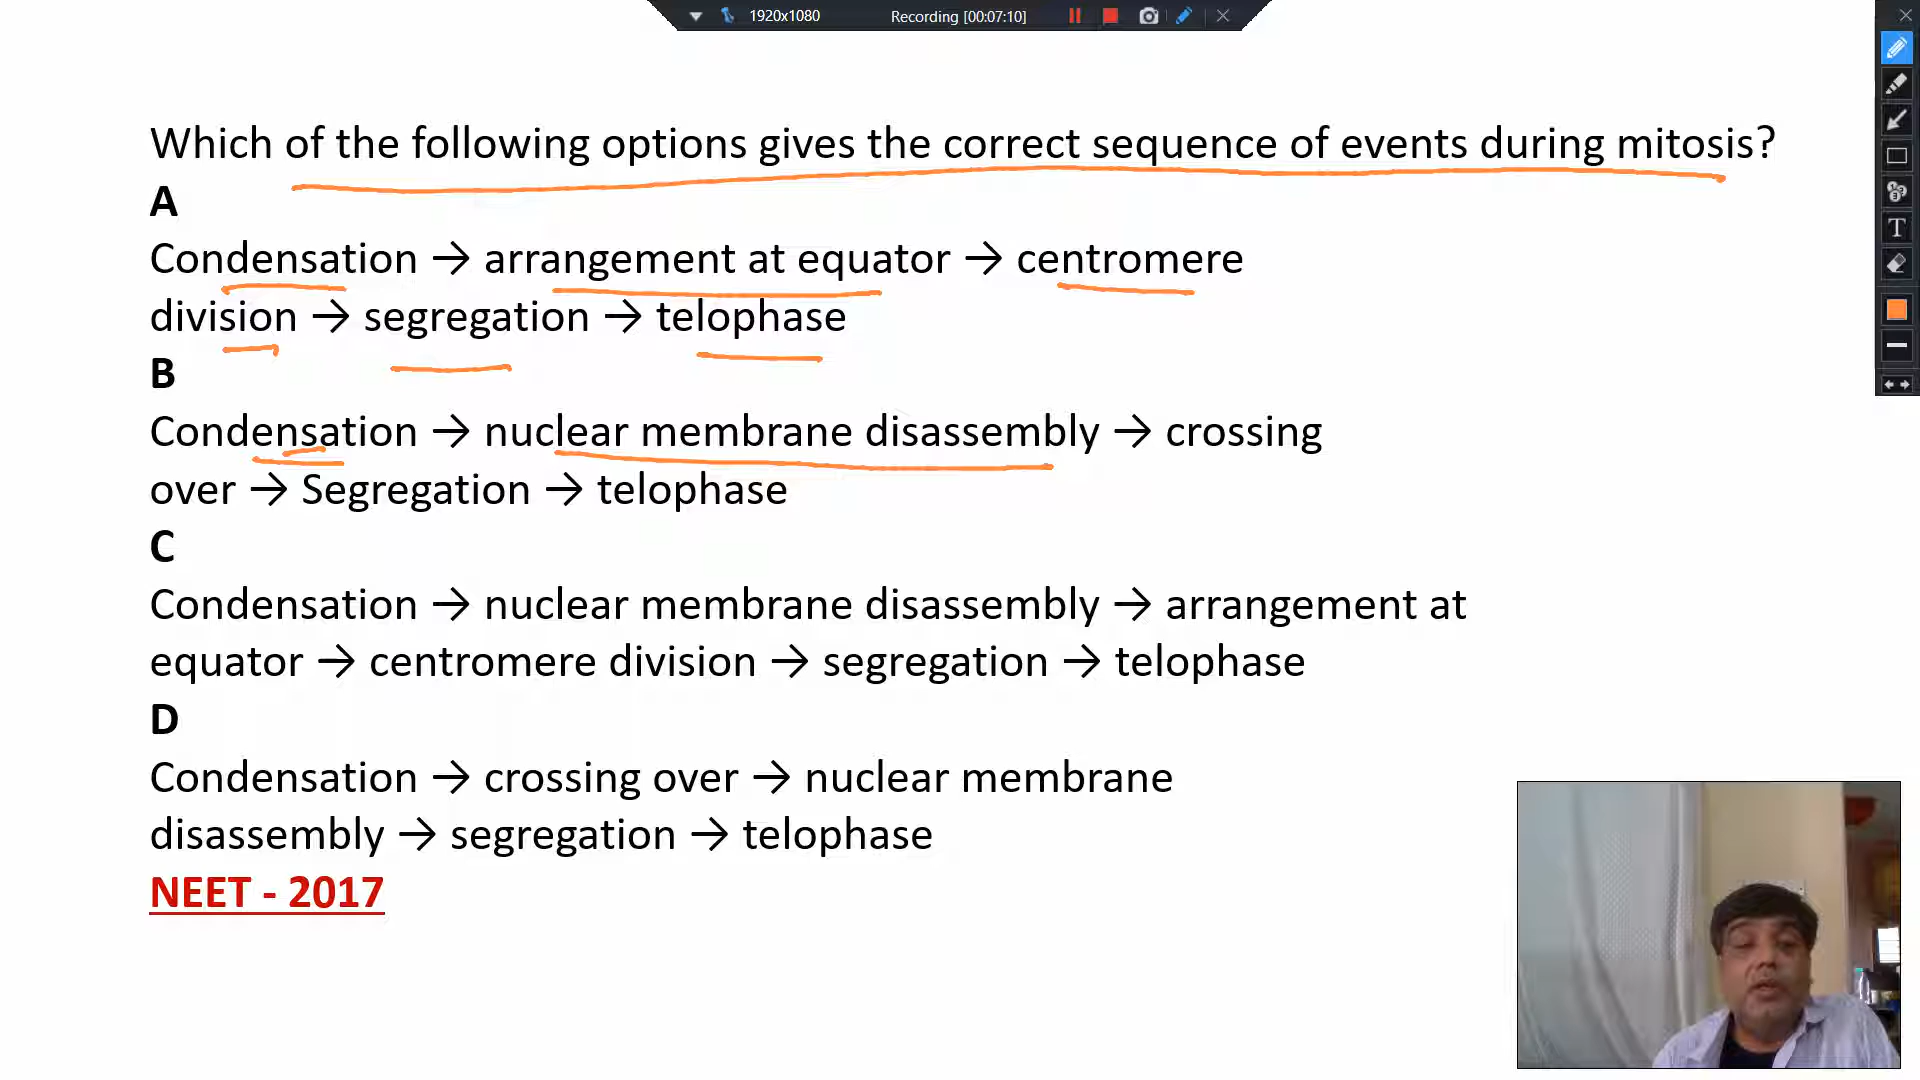 1920x1080 Recording [00:07:10]
Which of the following options gives the correct sequence of events during mitosis?
A
Condensation → arrangement at equator → centromere
division → segregation → telophase
B
Condensation → nuclear membrane disassembly → crossing
over → Segregation → telophase
C
Condensation → nuclear membrane disassembly → arrangement at
equator → centromere division → segregation → telophase
D
Condensation → crossing over → nuclear membrane
disassembly → segregation → telophase
NEET - 2017